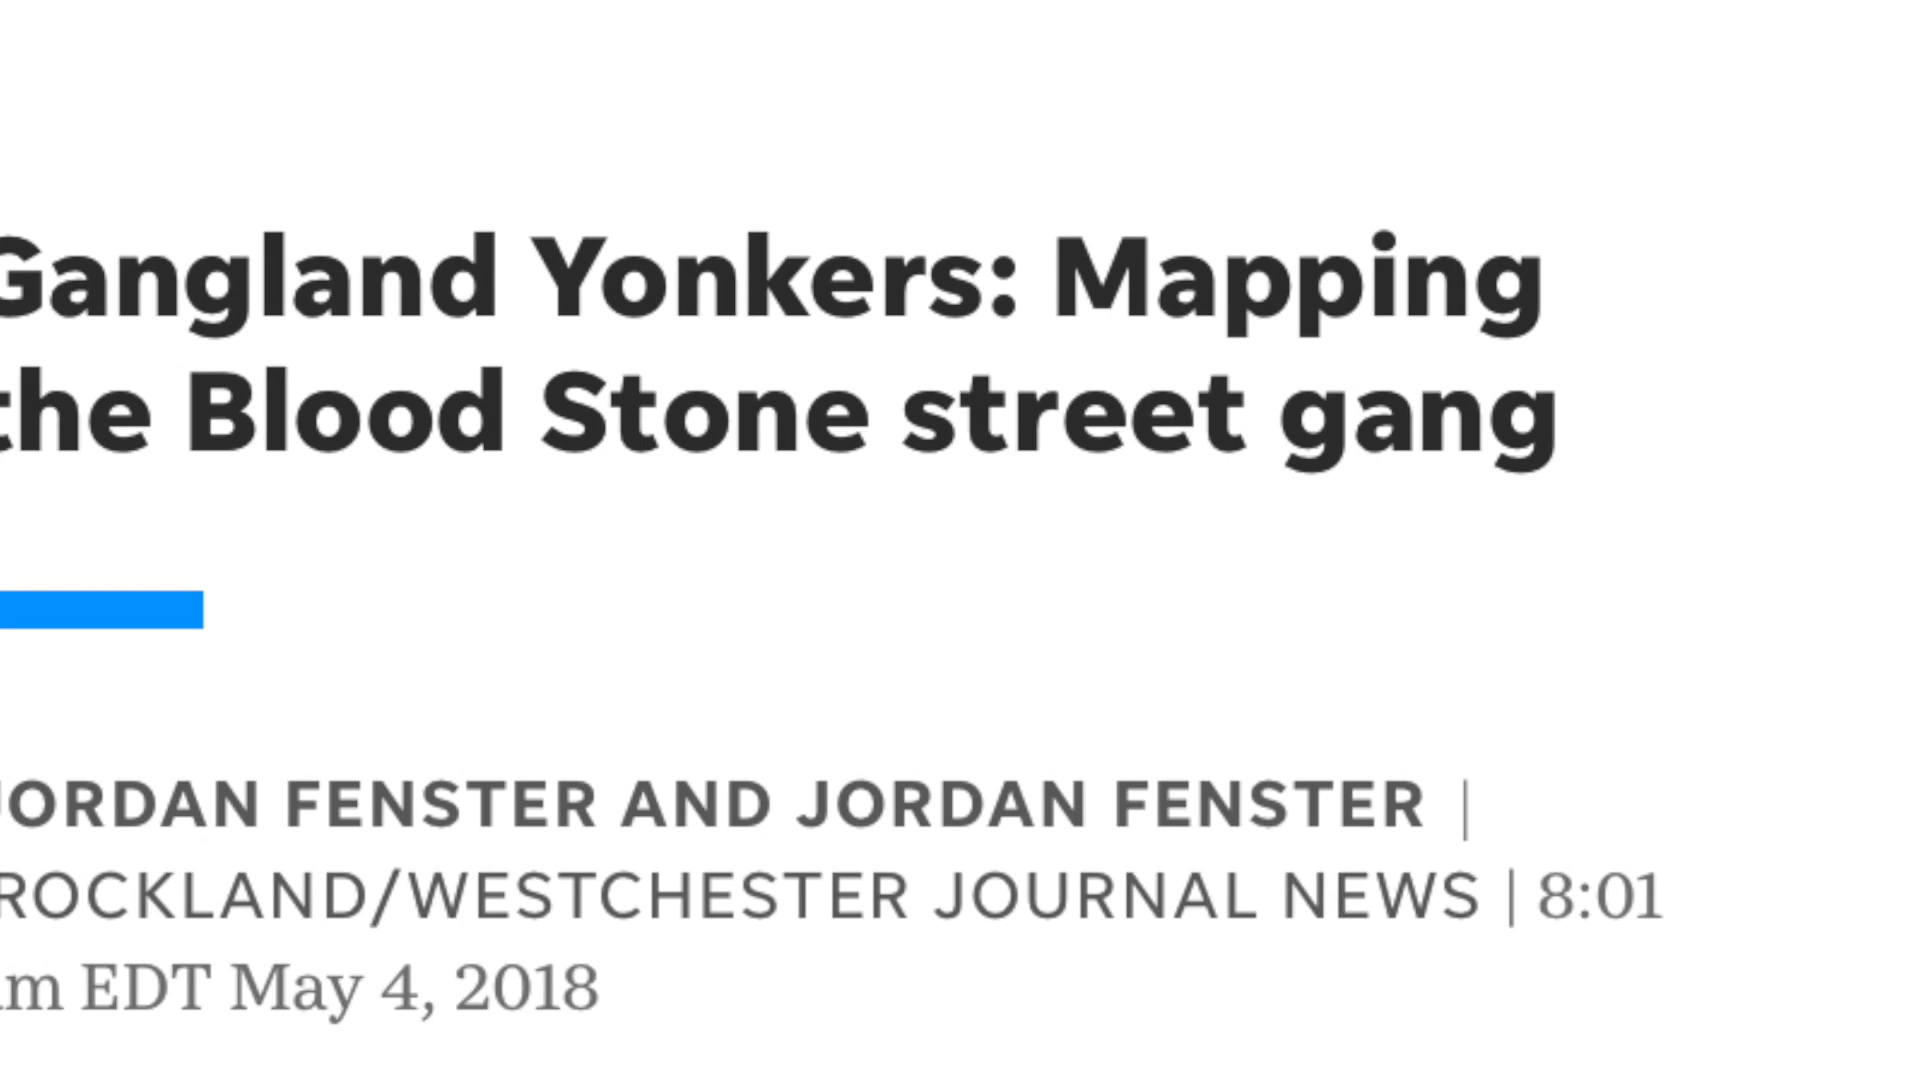 Gangland Yonkers: Mapping
the Blood Stone street gang
JORDAN FENSTER AND JORDAN FENSTER |
ROCKLAND/WESTCHESTER JOURNAL NEWS | 8:01
EDT May 4, 2018